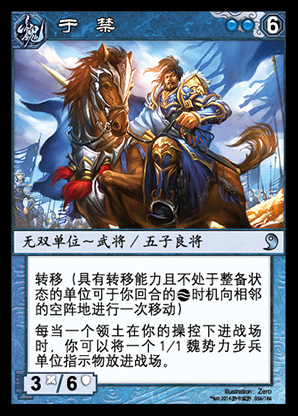 于禁
6
无双单位～武将／五子良将
转移（具有转移能力且不处于整备状
态的单位可于你回合的时机向相邻
的空阵地进行一次移动）
每当一个领土在你的操控下进战场
时，你可以将一个1/1魏势力步兵
单位指示物放进战场。
3/6
Illustration: Zero